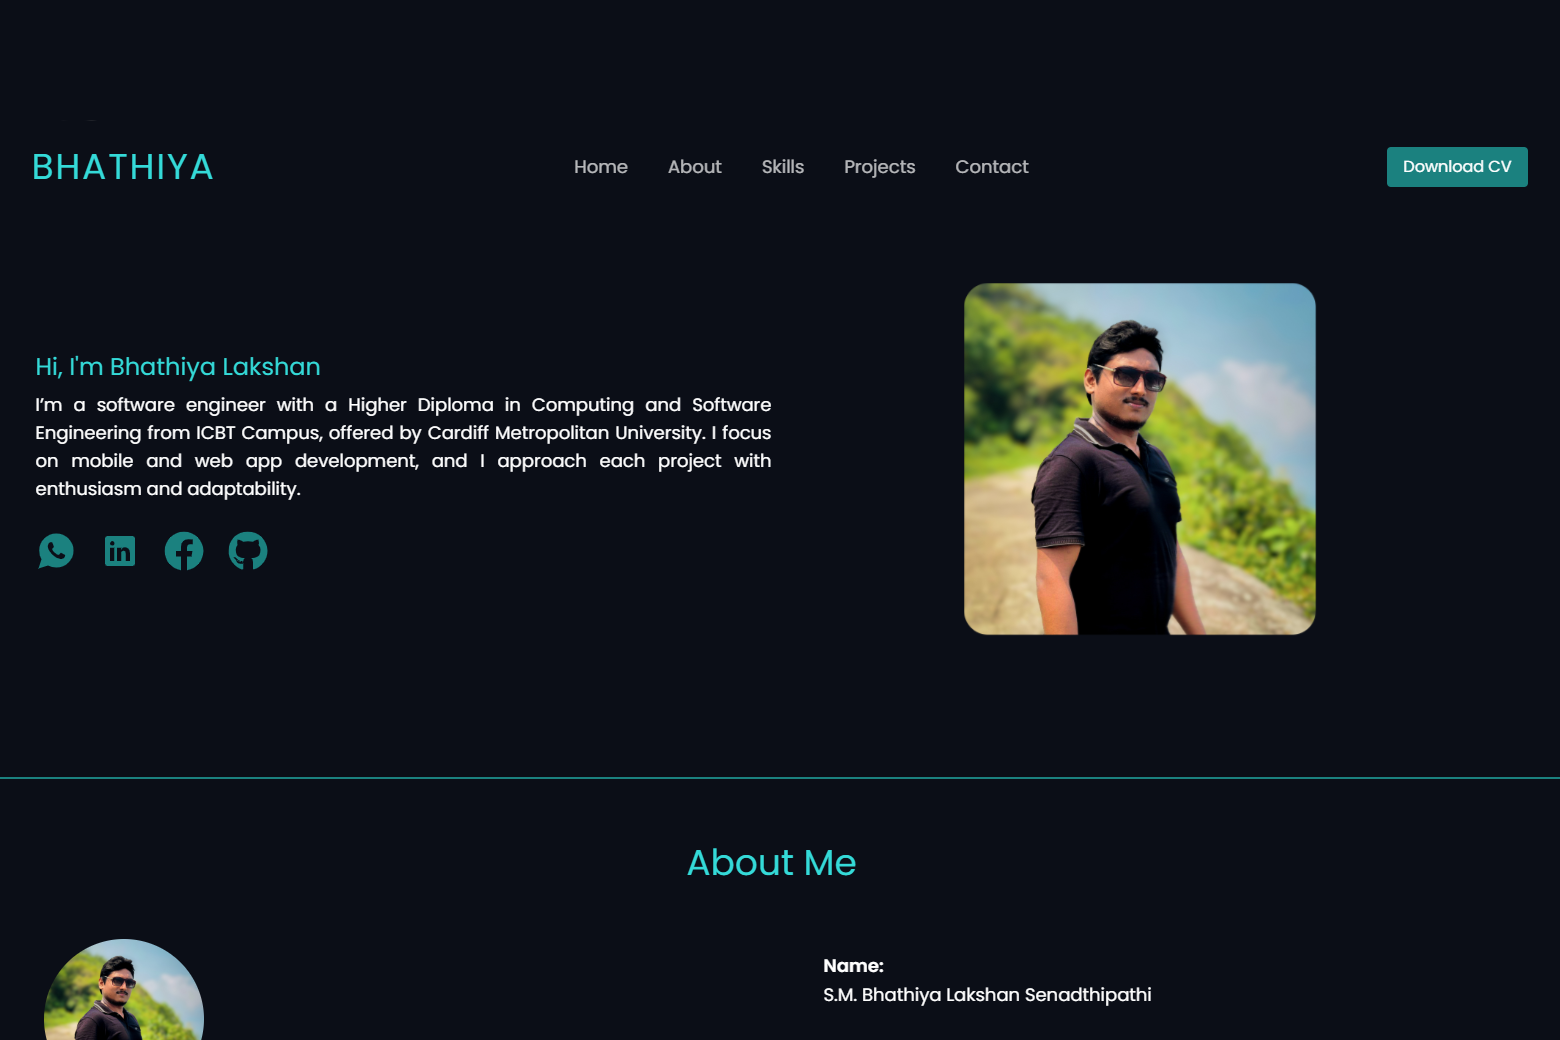 BHATHIYA
Home About Skills Projects Contact
Download CV
Hi, I'm Bhathiya Lakshan
I’m a software engineer with a Higher Diploma in Computing and Software
Engineering from ICBT Campus, offered by Cardiff Metropolitan University. I focus
on mobile and web app development, and I approach each project with
enthusiasm and adaptability.
in
About Me
Name:
S.M. Bhathiya Lakshan Senadthipathi